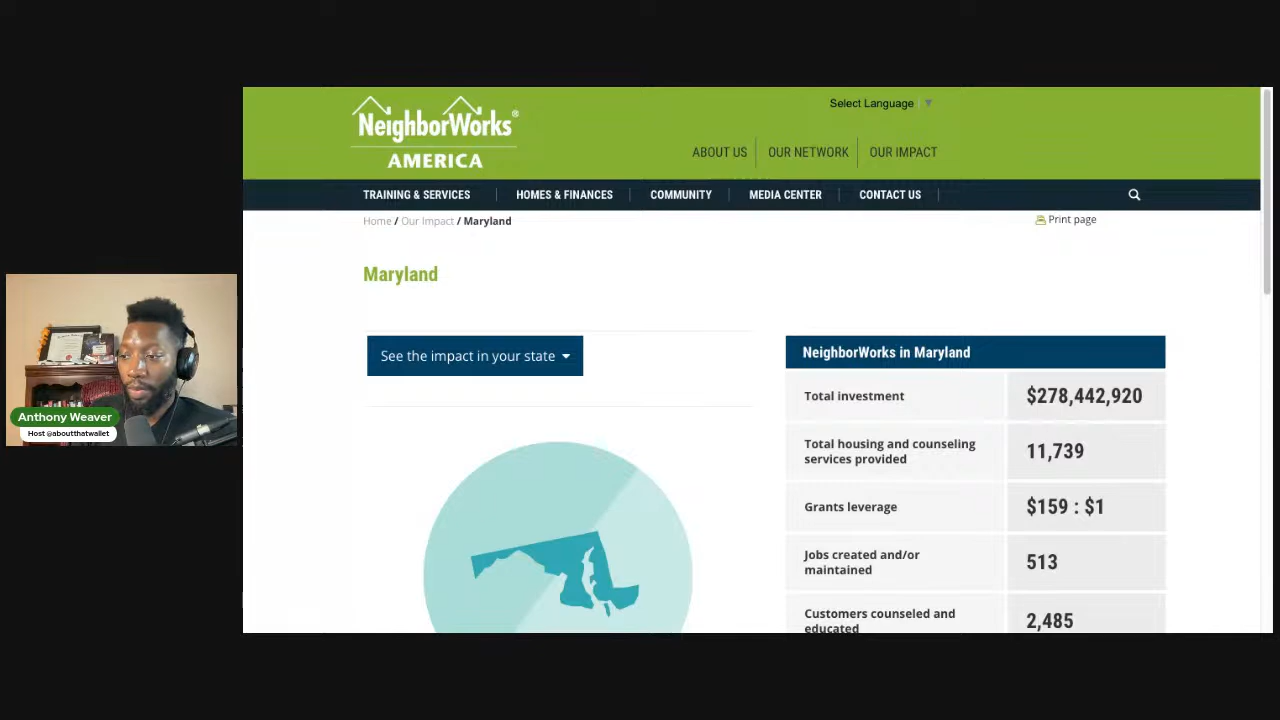 NeighborWorks®
AMERICA
Select Language ▼
ABOUT US
OUR NETWORK
OUR IMPACT
TRAINING & SERVICES
HOMES & FINANCES
COMMUNITY
MEDIA CENTER
CONTACT US
Home / Our Impact / Maryland
Print page
Maryland
See the impact in your state
NeighborWorks in Maryland
Total investment
$278,442,920
Total housing and counseling
services provided
11,739
Grants leverage
$159 : $1
Jobs created and/or
maintained
513
Customers counseled and
educated
2,485
Anthony Weaver
Host @aboutthatwallet